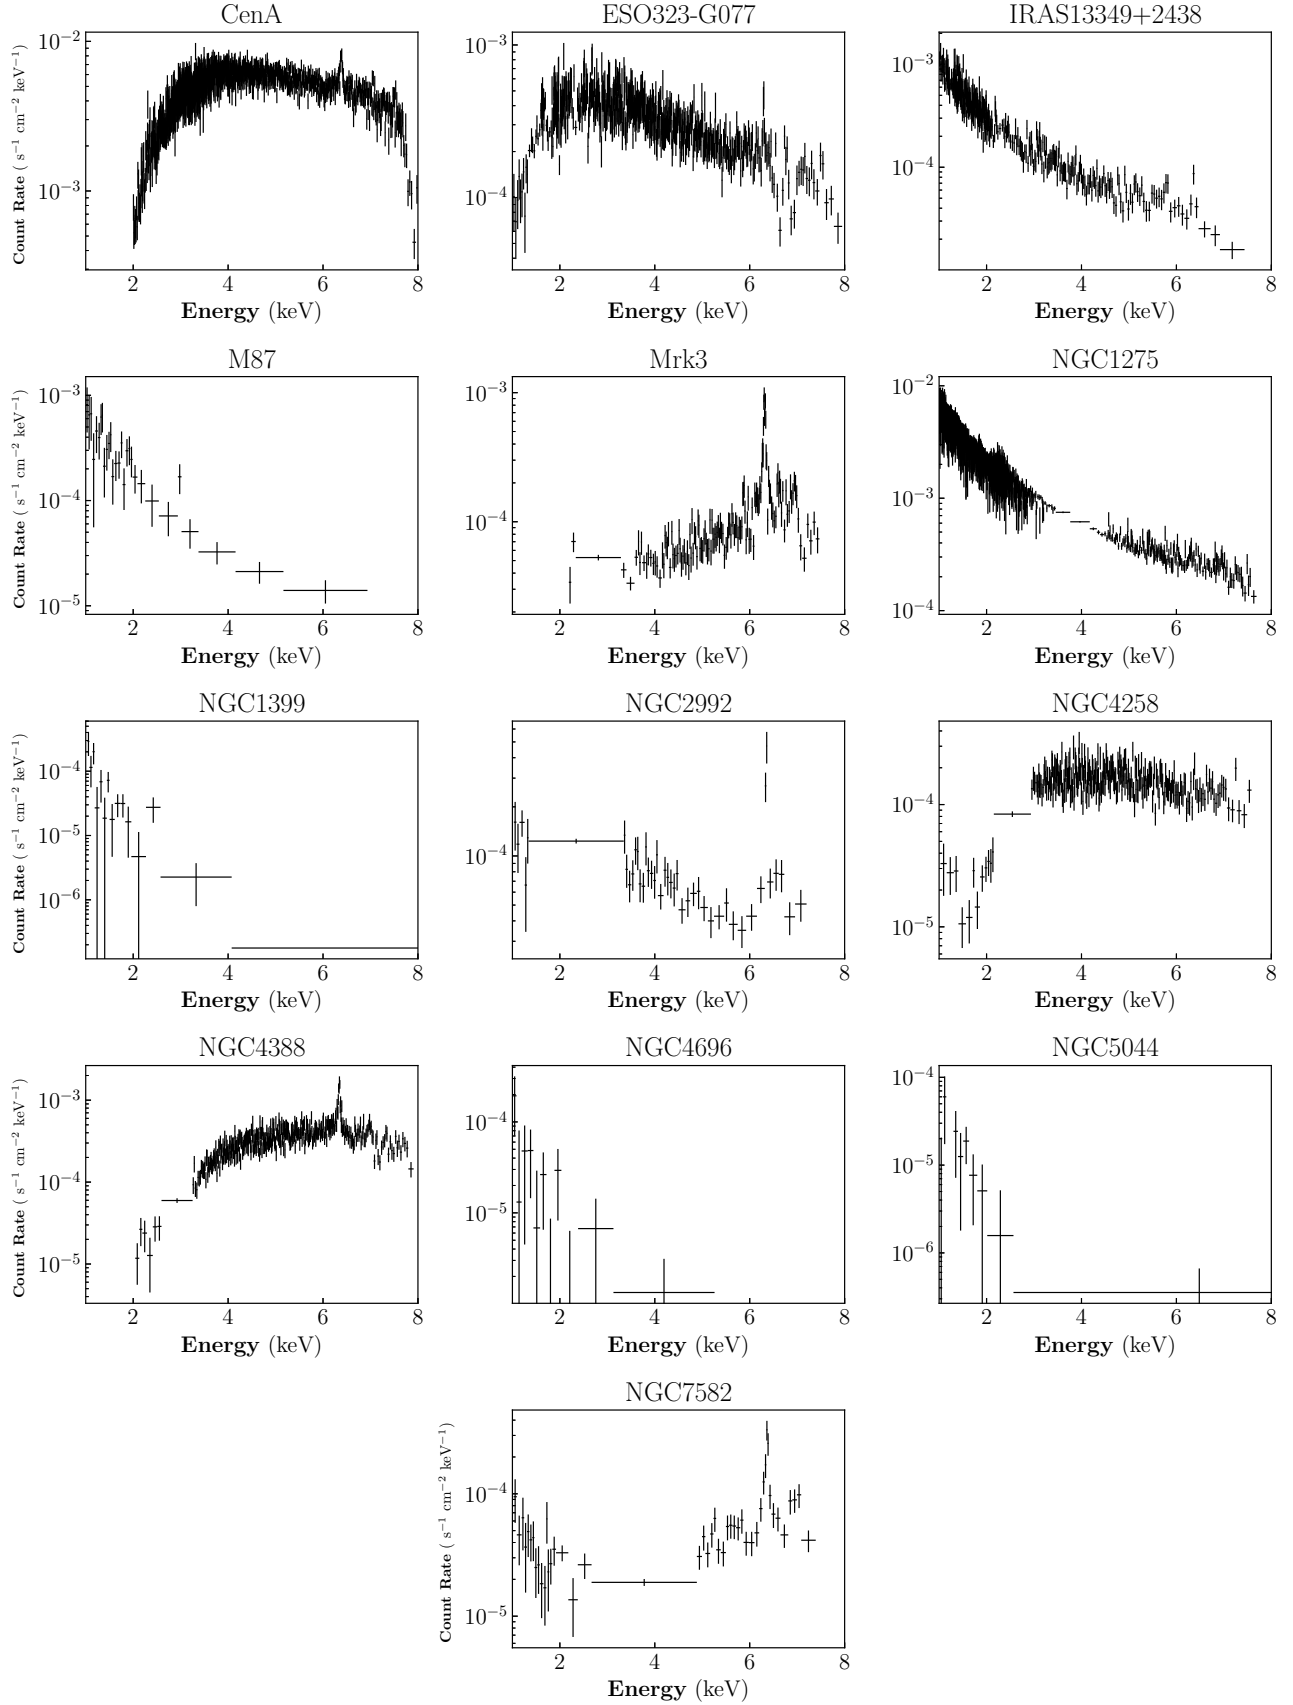 CenA ESO323-G077 IRAS13349+2438
Count Rate ( s⁻¹ cm⁻² keV⁻¹)
10⁻² 10⁻³
10⁻³ 10⁻⁴
10⁻³ 10⁻⁴
2 4 6 8 2 4 6 8 2 4 6 8
Energy (keV) Energy (keV) Energy (keV)
M87 Mrk3 NGC1275
Count Rate ( s⁻¹ cm⁻² keV⁻¹)
10⁻³ 10⁻⁴ 10⁻⁵
10⁻³ 10⁻⁴
10⁻² 10⁻³ 10⁻⁴
2 4 6 8 2 4 6 8 2 4 6 8
Energy (keV) Energy (keV) Energy (keV)
NGC1399 NGC2992 NGC4258
Count Rate ( s⁻¹ cm⁻² keV⁻¹)
10⁻⁴ 10⁻⁵ 10⁻⁶
10⁻⁴
10⁻⁴ 10⁻⁵
2 4 6 8 2 4 6 8 2 4 6 8
Energy (keV) Energy (keV) Energy (keV)
NGC4388 NGC4696 NGC5044
Count Rate ( s⁻¹ cm⁻² keV⁻¹)
10⁻³ 10⁻⁴ 10⁻⁵
10⁻⁴ 10⁻⁵
10⁻⁴ 10⁻⁵ 10⁻⁶
2 4 6 8 2 4 6 8 2 4 6 8
Energy (keV) Energy (keV) Energy (keV)
NGC7582
Count Rate ( s⁻¹ cm⁻² keV⁻¹)
10⁻⁴ 10⁻⁵
2 4 6 8
Energy (keV)